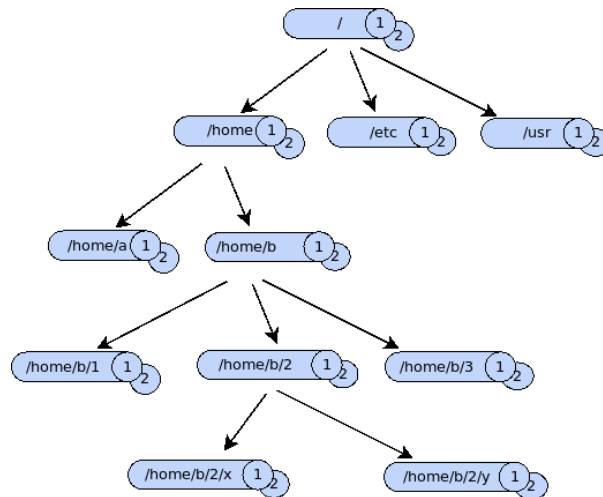 / 1 2
/home 1 2 /etc 1 2 /usr 1 2
/home/a 1 2 /home/b 1 2
/home/b/1 1 2 /home/b/2 1 2 /home/b/3 1 2
/home/b/2/x 1 2 /home/b/2/y 1 2